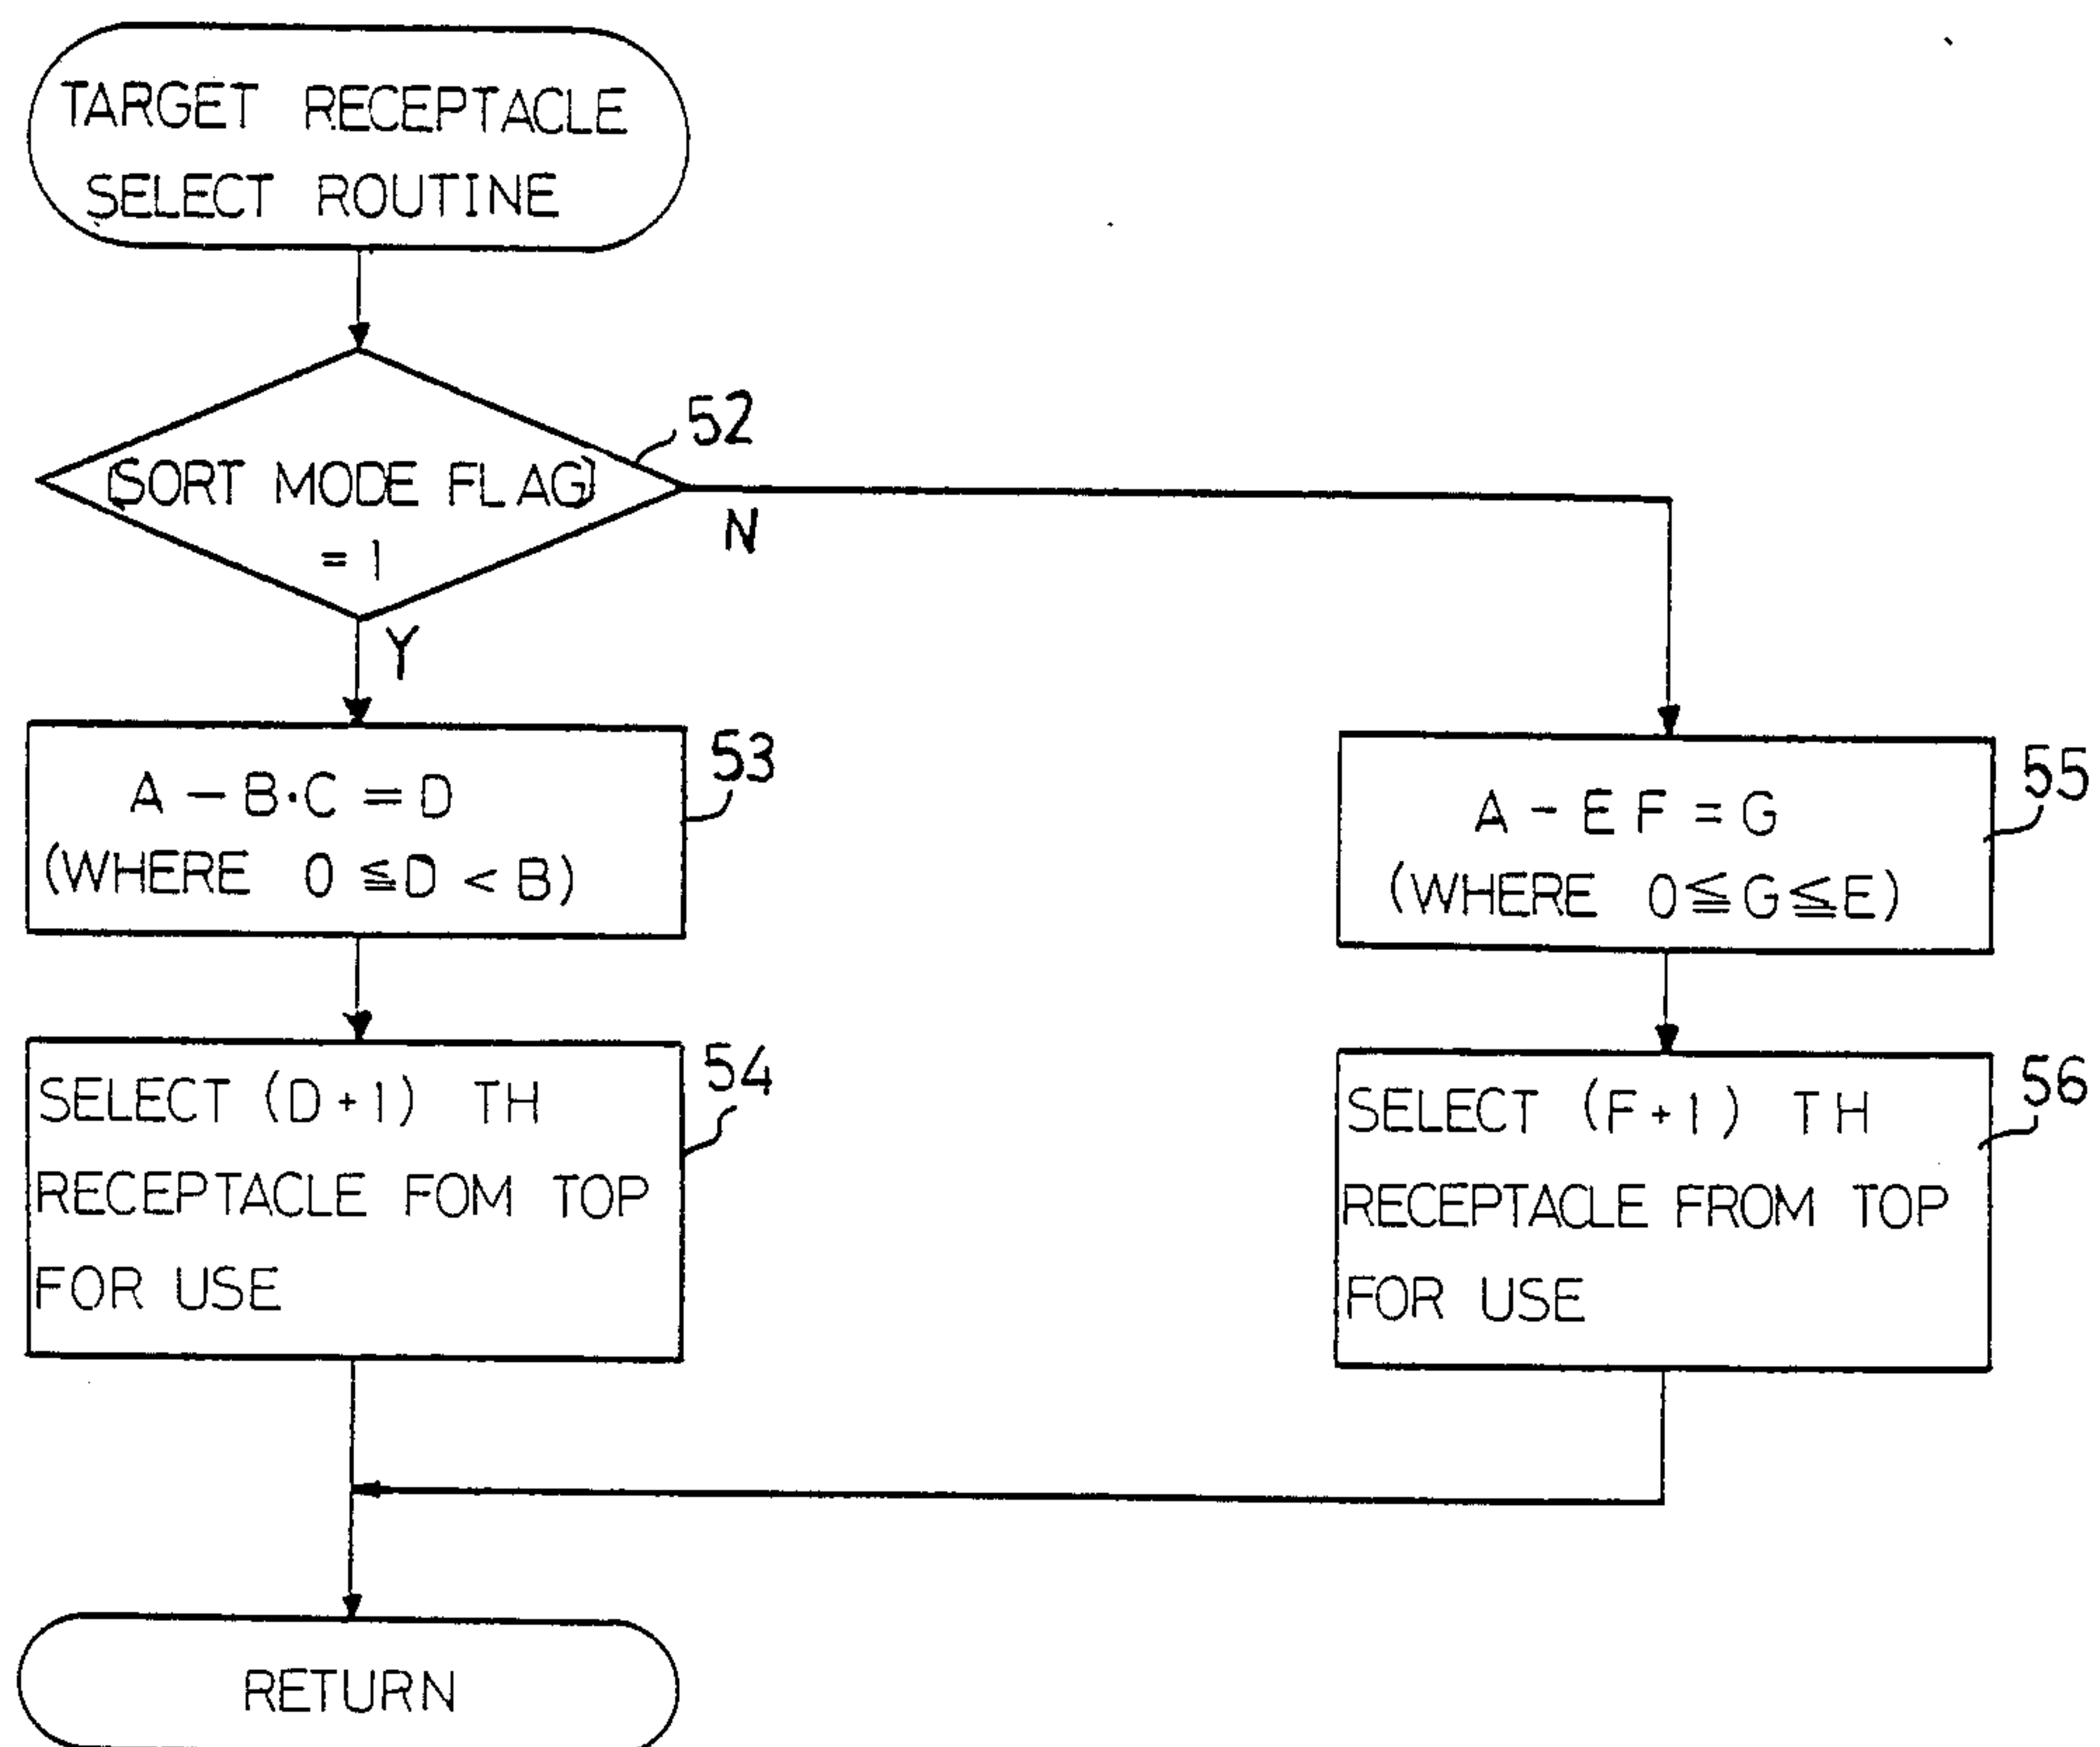 TARGET RECEPTACLE
SELECT ROUTINE
52
(SORT MODE FLAG)
= 1
N
Y
A - B·C = D
(WHERE 0 ≦ D < B)
53
SELECT (D+1) TH
RECEPTACLE FOM TOP
FOR USE
54
A - E F = G
(WHERE 0 ≦ G ≦ E)
55
SELECT (F+1) TH
RECEPTACLE FROM TOP
FOR USE
56
RETURN